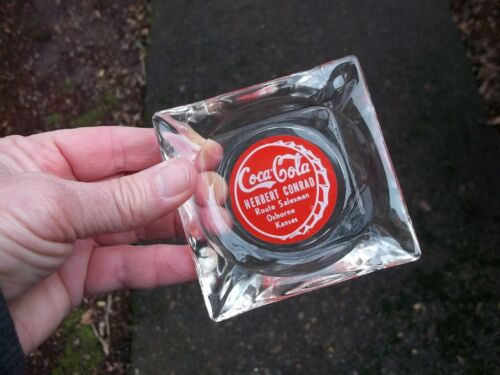 Coca-Cola
HERBERT CONRAD
Route Salesman
Osborne
Kansas